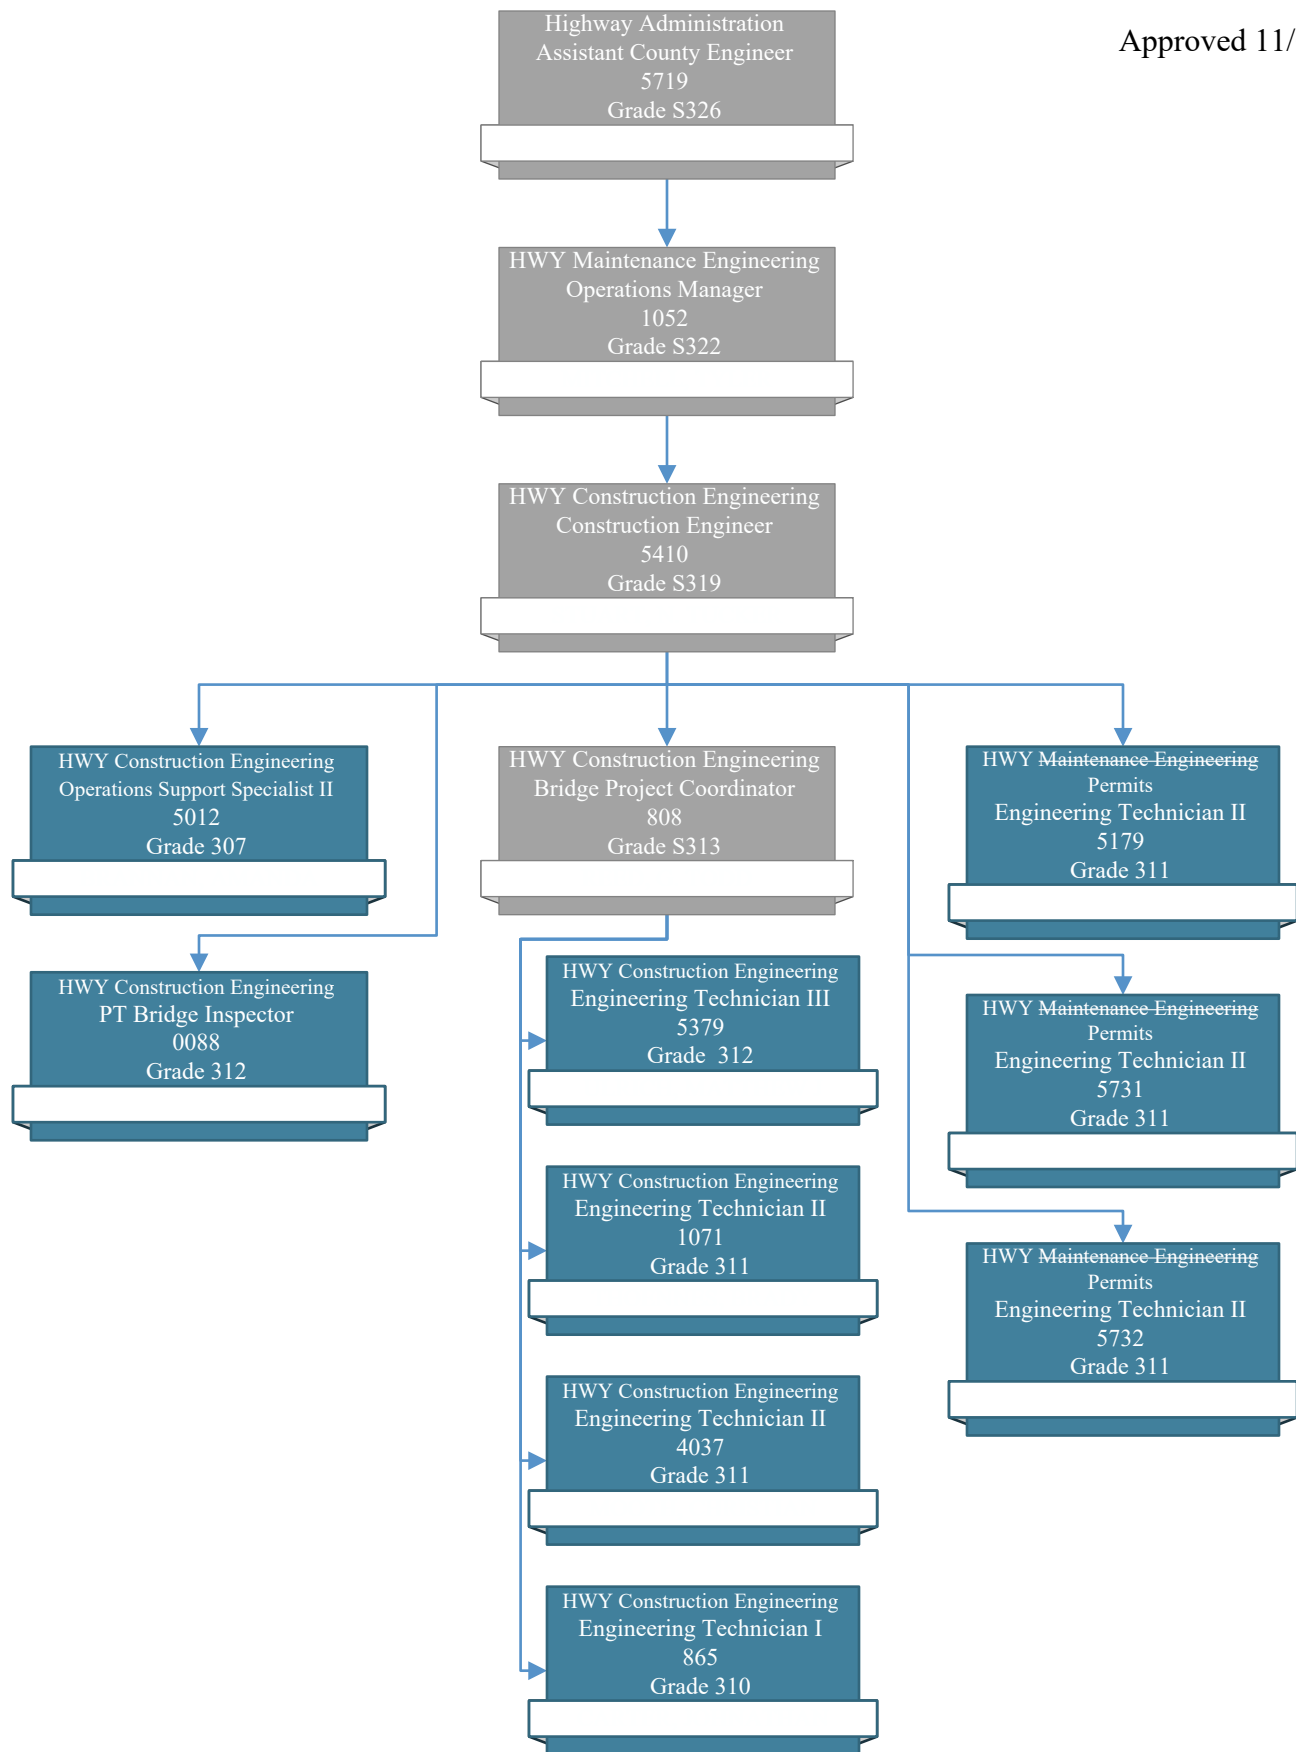 Highway Administration
Assistant County Engineer
5719
Grade S326
Approved 11/
HWY Maintenance Engineering
Operations Manager
1052
Grade S322
HWY Construction Engineering
Construction Engineer
5410
Grade S319
HWY Construction Engineering
Operations Support Specialist II
5012
Grade 307
HWY Construction Engineering
PT Bridge Inspector
0088
Grade 312
HWY Construction Engineering
Bridge Project Coordinator
808
Grade S313
HWY Construction Engineering
Engineering Technician III
5379
Grade 312
HWY Construction Engineering
Engineering Technician II
1071
Grade 311
HWY Construction Engineering
Engineering Technician II
4037
Grade 311
HWY Construction Engineering
Engineering Technician I
865
Grade 310
HWY Maintenance Engineering
Permits
Engineering Technician II
5179
Grade 311
HWY Maintenance Engineering
Permits
Engineering Technician II
5731
Grade 311
HWY Maintenance Engineering
Permits
Engineering Technician II
5732
Grade 311